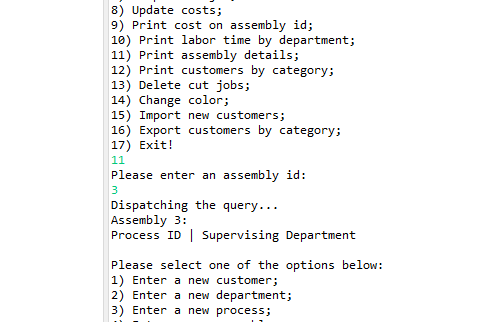 8) Update costs;
9) Print cost on assembly id;
10) Print labor time by department;
11) Print assembly details;
12) Print customers by category;
13) Delete cut jobs;
14) Change color;
15) Import new customers;
16) Export customers by category;
17) Exit!
11
Please enter an assembly id:
3
Dispatching the query...
Assembly 3:
Process ID | Supervising Department
Please select one of the options below:
1) Enter a new customer;
2) Enter a new department;
3) Enter a new process;